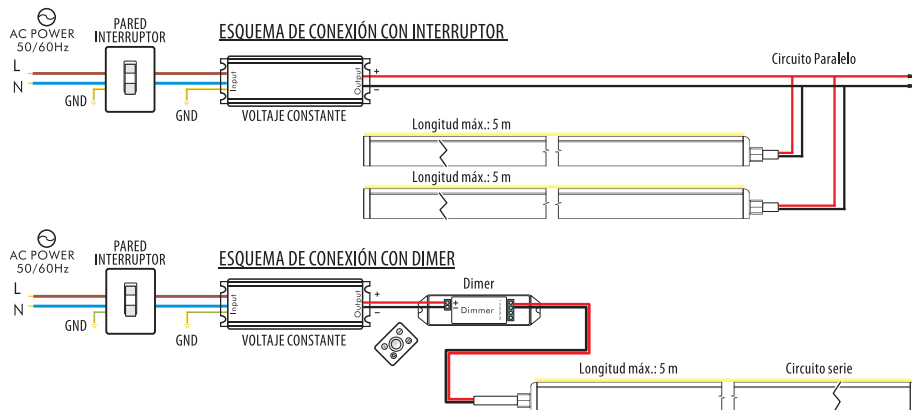 AC POWER
50/60Hz
L
N
GND
PARED
INTERRUPTOR
GND
ESQUEMA DE CONEXIÓN CON INTERRUPTOR
Input
Output
+
−
VOLTAJE CONSTANTE
Circuito Paralelo
Longitud máx.: 5 m
Longitud máx.: 5 m
AC POWER
50/60Hz
L
N
GND
PARED
INTERRUPTOR
GND
ESQUEMA DE CONEXIÓN CON DIMER
Input
Output
+
−
VOLTAJE CONSTANTE
Dimer
+
−
Dimmer
Longitud máx.: 5 m
Circuito serie